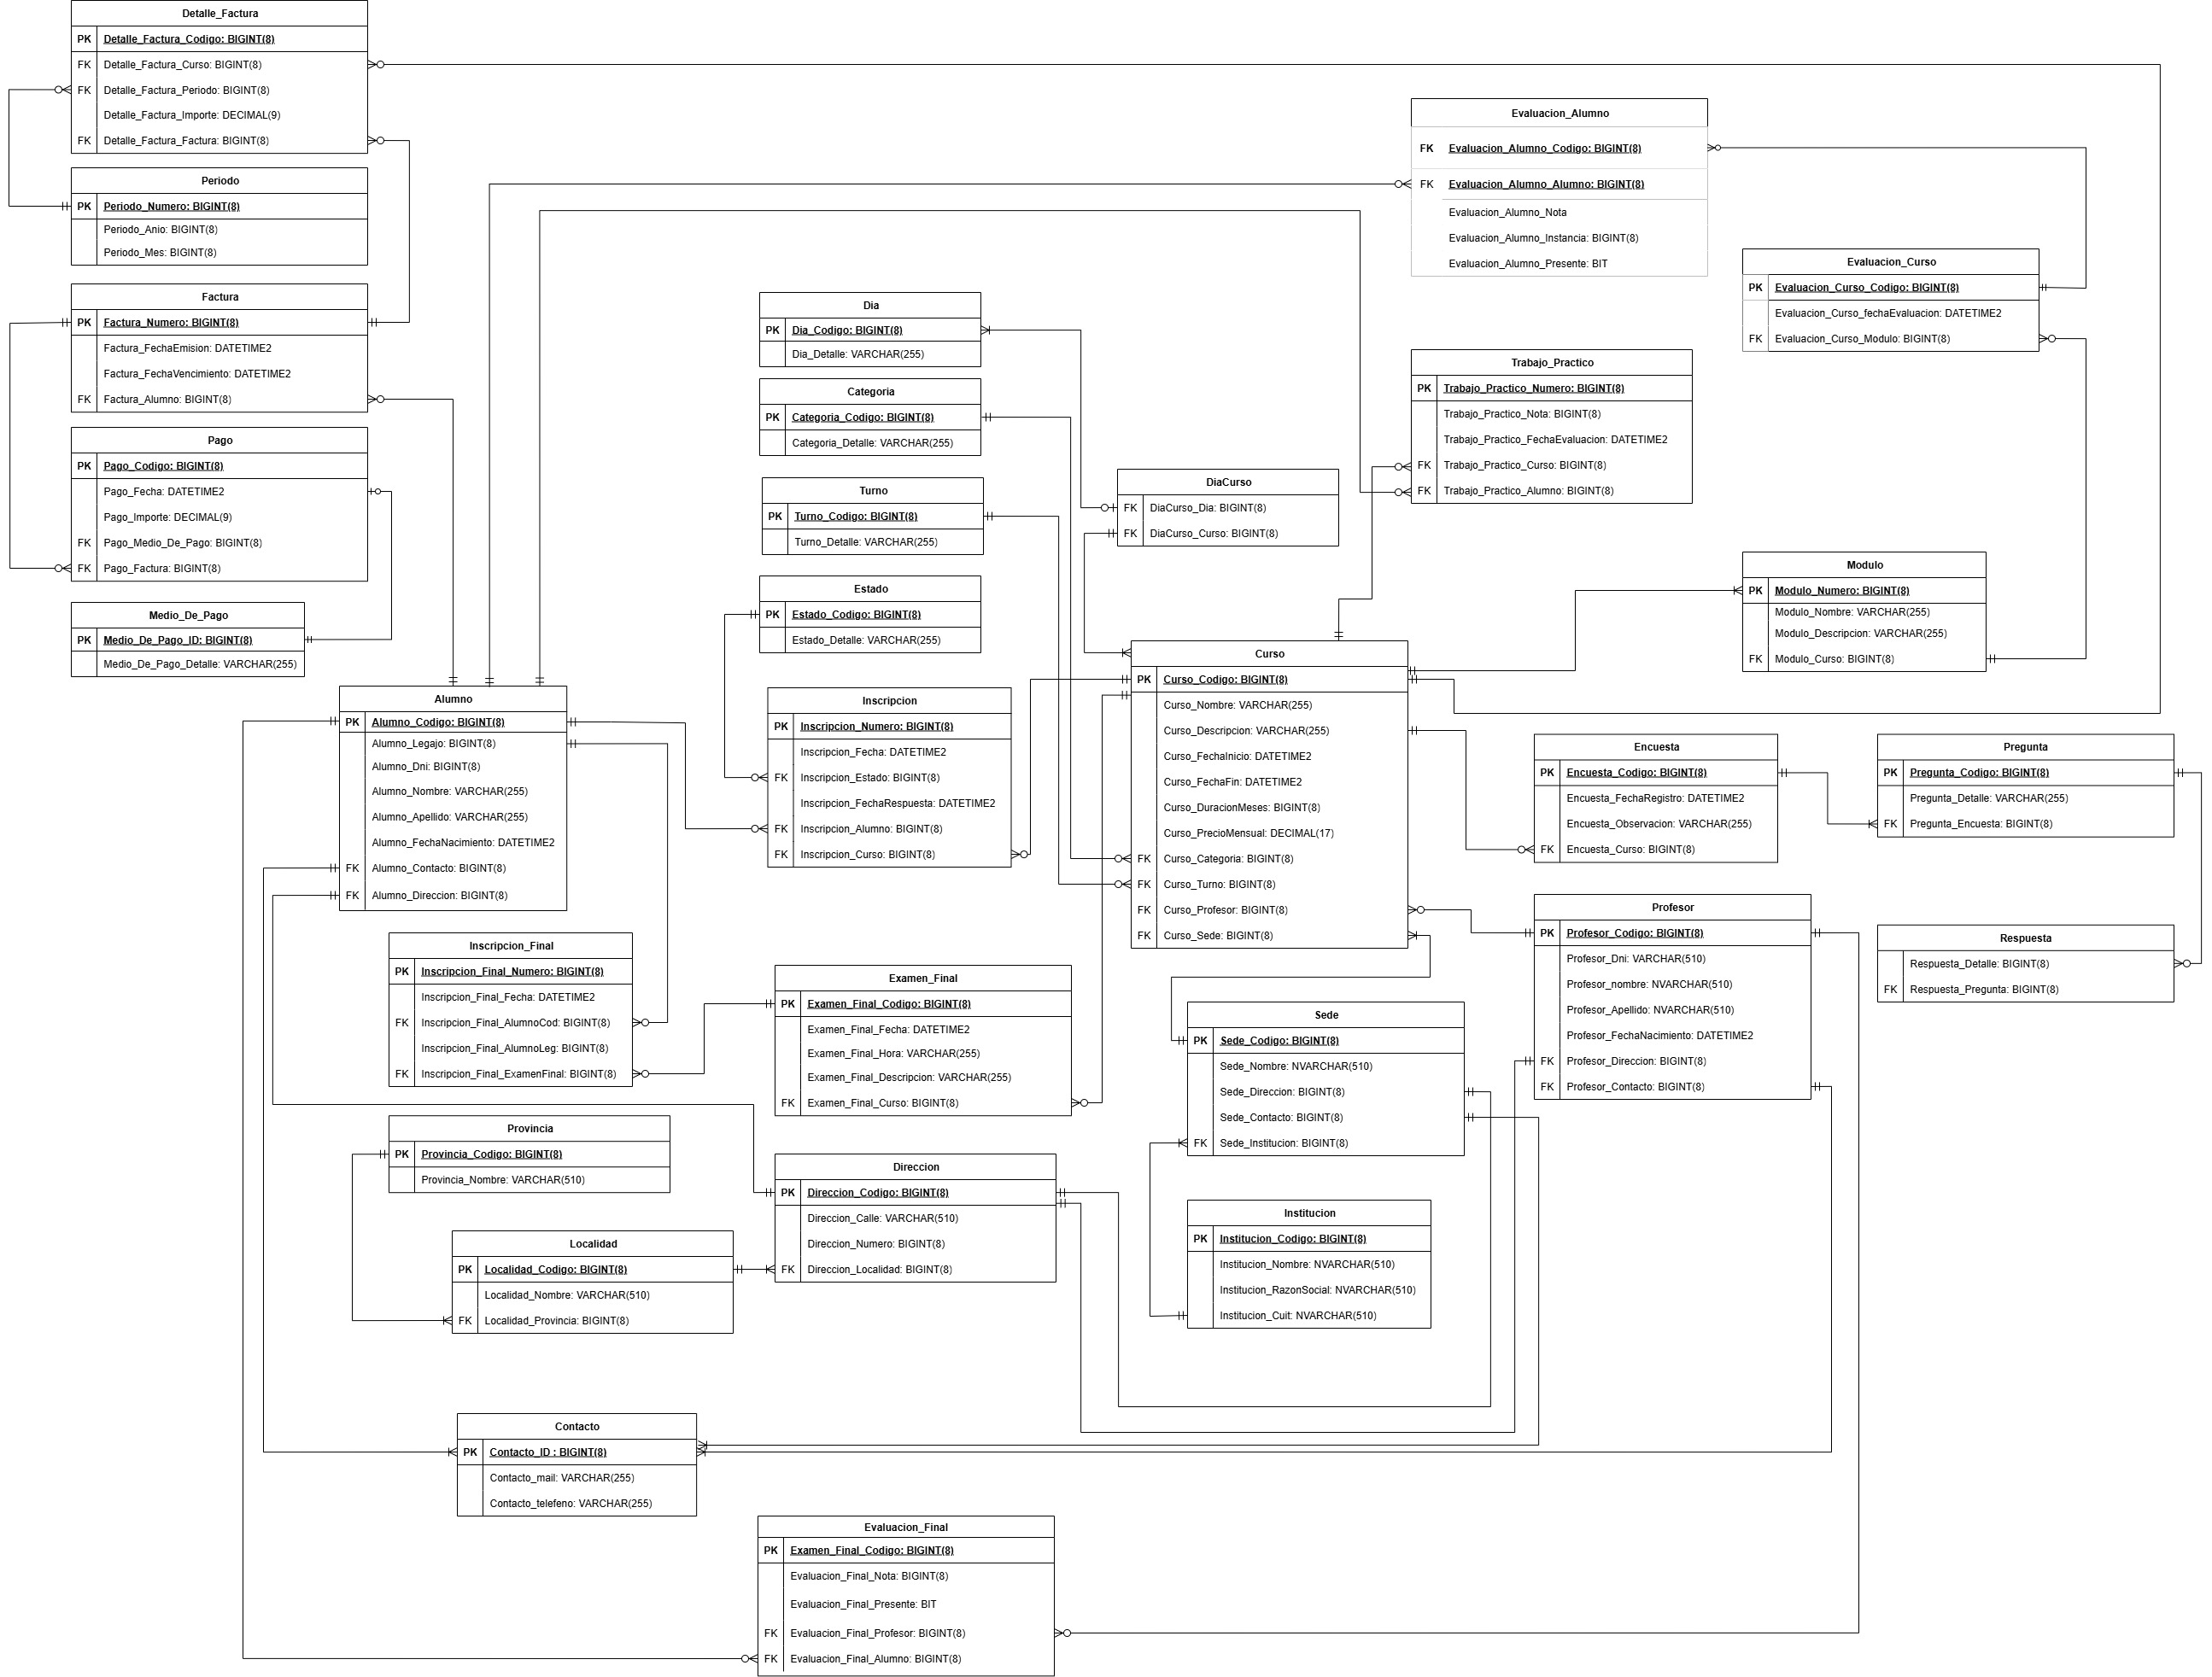 Detalle_Factura
PK Detalle_Factura_Codigo: BIGINT(8)
FK Detalle_Factura_Curso: BIGINT(8)
FK Detalle_Factura_Periodo: BIGINT(8)
Detalle_Factura_Importe: DECIMAL(9)
FK Detalle_Factura_Factura: BIGINT(8)
Periodo
PK Periodo_Numero: BIGINT(8)
Periodo_Anio: BIGINT(8)
Periodo_Mes: BIGINT(8)
Factura
PK Factura_Numero: BIGINT(8)
Factura_FechaEmision: DATETIME2
Factura_FechaVencimiento: DATETIME2
FK Factura_Alumno: BIGINT(8)
Pago
PK Pago_Codigo: BIGINT(8)
Pago_Fecha: DATETIME2
Pago_Importe: DECIMAL(9)
FK Pago_Medio_De_Pago: BIGINT(8)
FK Pago_Factura: BIGINT(8)
Medio_De_Pago
PK Medio_De_Pago_ID: BIGINT(8)
Medio_De_Pago_Detalle: VARCHAR(255)
Evaluacion_Alumno
FK Evaluacion_Alumno_Codigo: BIGINT(8)
FK Evaluacion_Alumno_Alumno: BIGINT(8)
Evaluacion_Alumno_Nota
Evaluacion_Alumno_Instancia: BIGINT(8)
Evaluacion_Alumno_Presente: BIT
Evaluacion_Curso
PK Evaluacion_Curso_Codigo: BIGINT(8)
Evaluacion_Curso_fechaEvaluacion: DATETIME2
FK Evaluacion_Curso_Modulo: BIGINT(8)
Dia
PK Dia_Codigo: BIGINT(8)
Dia_Detalle: VARCHAR(255)
Categoria
PK Categoria_Codigo: BIGINT(8)
Categoria_Detalle: VARCHAR(255)
Turno
PK Turno_Codigo: BIGINT(8)
Turno_Detalle: VARCHAR(255)
Estado
PK Estado_Codigo: BIGINT(8)
Estado_Detalle: VARCHAR(255)
DiaCurso
FK DiaCurso_Dia: BIGINT(8)
FK DiaCurso_Curso: BIGINT(8)
Trabajo_Practico
PK Trabajo_Practico_Numero: BIGINT(8)
Trabajo_Practico_Nota: BIGINT(8)
Trabajo_Practico_FechaEvaluacion: DATETIME2
FK Trabajo_Practico_Curso: BIGINT(8)
FK Trabajo_Practico_Alumno: BIGINT(8)
Modulo
PK Modulo_Numero: BIGINT(8)
Modulo_Nombre: VARCHAR(255)
Modulo_Descripcion: VARCHAR(255)
FK Modulo_Curso: BIGINT(8)
Alumno
PK Alumno_Codigo: BIGINT(8)
Alumno_Legajo: BIGINT(8)
Alumno_Dni: BIGINT(8)
Alumno_Nombre: VARCHAR(255)
Alumno_Apellido: VARCHAR(255)
Alumno_FechaNacimiento: DATETIME2
FK Alumno_Contacto: BIGINT(8)
FK Alumno_Direccion: BIGINT(8)
Inscripcion
PK Inscripcion_Numero: BIGINT(8)
Inscripcion_Fecha: DATETIME2
FK Inscripcion_Estado: BIGINT(8)
Inscripcion_FechaRespuesta: DATETIME2
FK Inscripcion_Alumno: BIGINT(8)
FK Inscripcion_Curso: BIGINT(8)
Curso
PK Curso_Codigo: BIGINT(8)
Curso_Nombre: VARCHAR(255)
Curso_Descripcion: VARCHAR(255)
Curso_FechaInicio: DATETIME2
Curso_FechaFin: DATETIME2
Curso_DuracionMeses: BIGINT(8)
Curso_PrecioMensual: DECIMAL(17)
FK Curso_Categoria: BIGINT(8)
FK Curso_Turno: BIGINT(8)
FK Curso_Profesor: BIGINT(8)
FK Curso_Sede: BIGINT(8)
Encuesta
PK Encuesta_Codigo: BIGINT(8)
Encuesta_FechaRegistro: DATETIME2
Encuesta_Observacion: VARCHAR(255)
FK Encuesta_Curso: BIGINT(8)
Pregunta
PK Pregunta_Codigo: BIGINT(8)
Pregunta_Detalle: VARCHAR(255)
FK Pregunta_Encuesta: BIGINT(8)
Profesor
PK Profesor_Codigo: BIGINT(8)
Profesor_Dni: VARCHAR(510)
Profesor_nombre: NVARCHAR(510)
Profesor_Apellido: NVARCHAR(510)
Profesor_FechaNacimiento: DATETIME2
FK Profesor_Direccion: BIGINT(8)
FK Profesor_Contacto: BIGINT(8)
Respuesta
Respuesta_Detalle: BIGINT(8)
FK Respuesta_Pregunta: BIGINT(8)
Inscripcion_Final
PK Inscripcion_Final_Numero: BIGINT(8)
Inscripcion_Final_Fecha: DATETIME2
FK Inscripcion_Final_AlumnoCod: BIGINT(8)
Inscripcion_Final_AlumnoLeg: BIGINT(8)
FK Inscripcion_Final_ExamenFinal: BIGINT(8)
Examen_Final
PK Examen_Final_Codigo: BIGINT(8)
Examen_Final_Fecha: DATETIME2
Examen_Final_Hora: VARCHAR(255)
Examen_Final_Descripcion: VARCHAR(255)
FK Examen_Final_Curso: BIGINT(8)
Sede
PK Sede_Codigo: BIGINT(8)
Sede_Nombre: NVARCHAR(510)
Sede_Direccion: BIGINT(8)
Sede_Contacto: BIGINT(8)
FK Sede_Institucion: BIGINT(8)
Provincia
PK Provincia_Codigo: BIGINT(8)
Provincia_Nombre: VARCHAR(510)
Direccion
PK Direccion_Codigo: BIGINT(8)
Direccion_Calle: VARCHAR(510)
Direccion_Numero: BIGINT(8)
FK Direccion_Localidad: BIGINT(8)
Institucion
PK Institucion_Codigo: BIGINT(8)
Institucion_Nombre: NVARCHAR(510)
Institucion_RazonSocial: NVARCHAR(510)
Institucion_Cuit: NVARCHAR(510)
Localidad
PK Localidad_Codigo: BIGINT(8)
Localidad_Nombre: VARCHAR(510)
FK Localidad_Provincia: BIGINT(8)
Contacto
PK Contacto_ID : BIGINT(8)
Contacto_mail: VARCHAR(255)
Contacto_telefeno: VARCHAR(255)
Evaluacion_Final
PK Examen_Final_Codigo: BIGINT(8)
Evaluacion_Final_Nota: BIGINT(8)
Evaluacion_Final_Presente: BIT
FK Evaluacion_Final_Profesor: BIGINT(8)
FK Evaluacion_Final_Alumno: BIGINT(8)